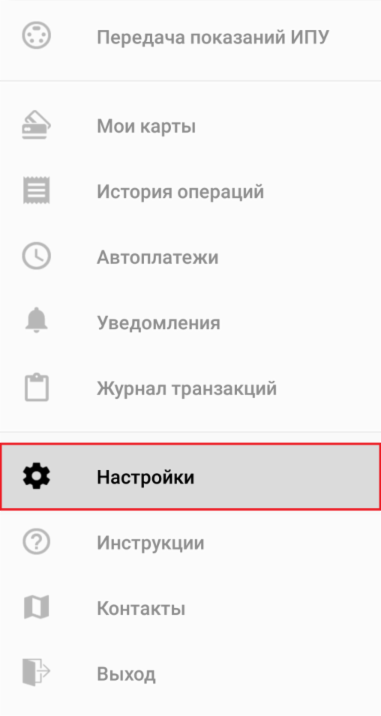 Передача показаний ИПУ
Мои карты
История операций
Автоплатежи
Уведомления
Журнал транзакций
Настройки
Инструкции
Контакты
Выход